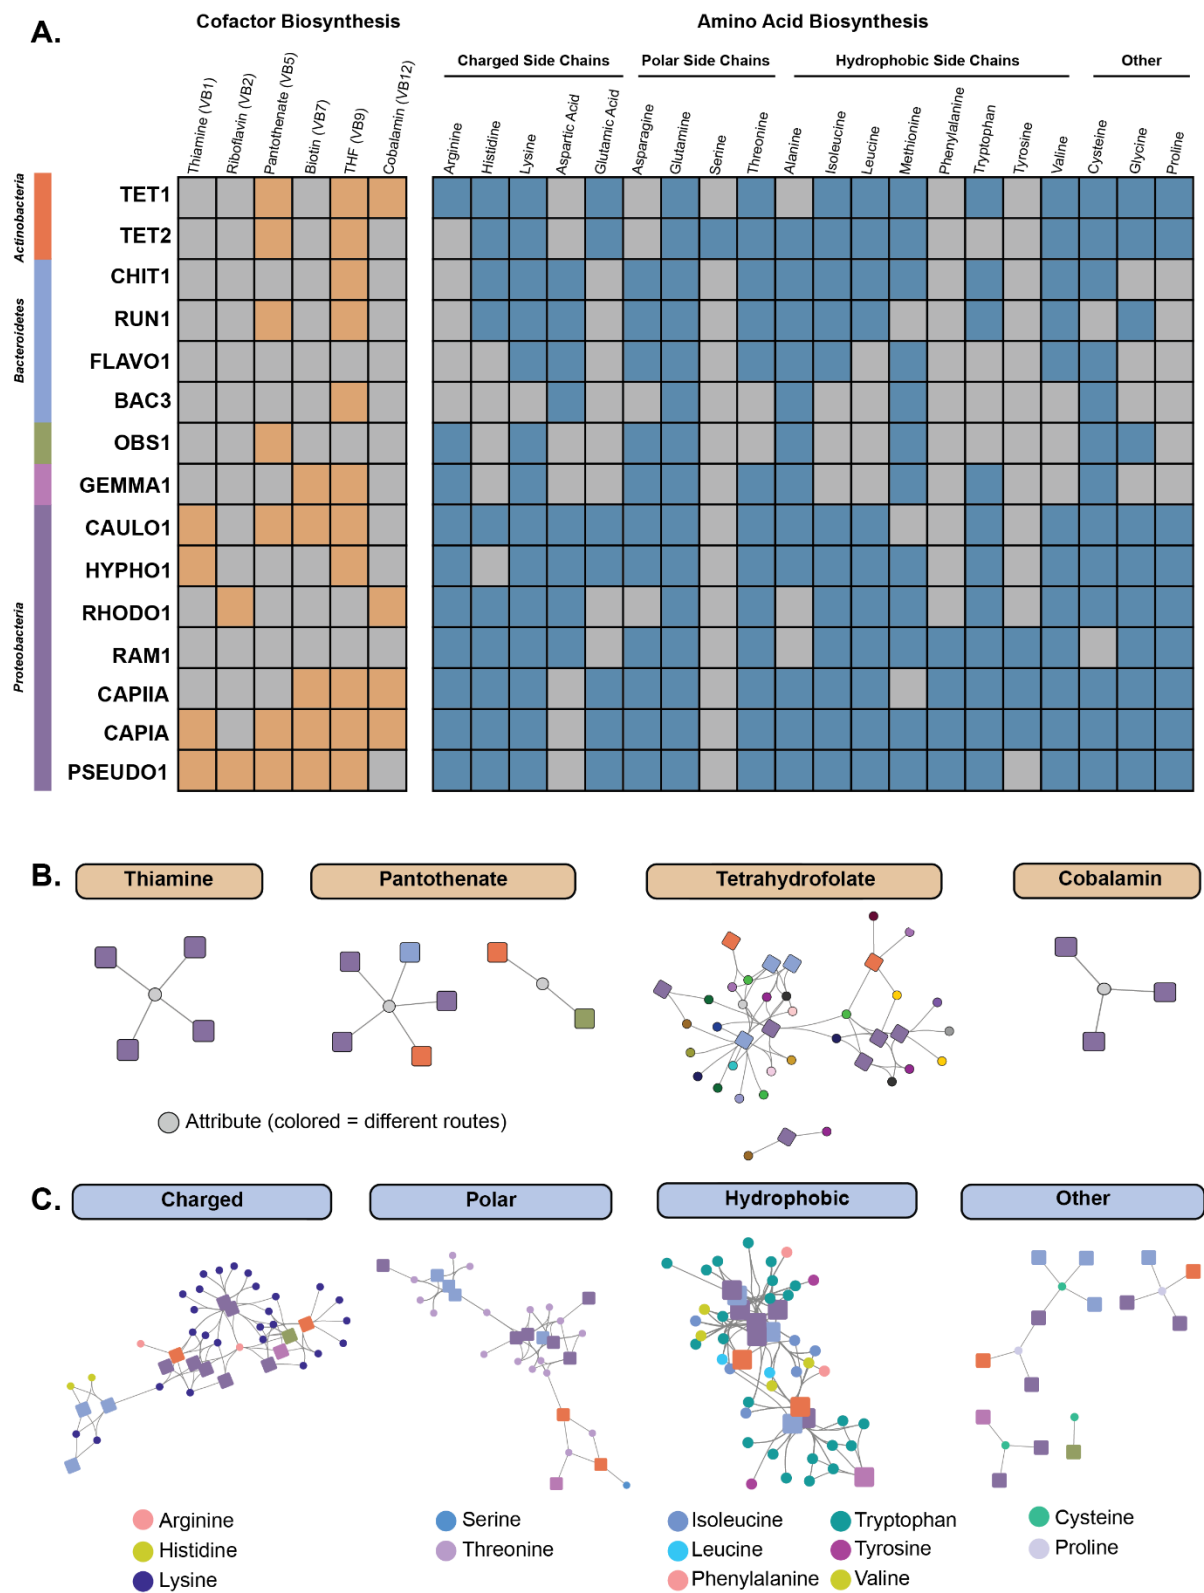 A.
Cofactor Biosynthesis
Amino Acid Biosynthesis
Charged Side Chains
Polar Side Chains
Hydrophobic Side Chains
Other
Thiamine (VB1)
Riboflavin (VB2)
Pantothenate (VB5)
Biotin (VB7)
THF (VB9)
Cobalamin (VB12)
Arginine
Histidine
Lysine
Aspartic Acid
Glutamic Acid
Asparagine
Glutamine
Serine
Threonine
Alanine
Isoleucine
Leucine
Methionine
Phenylalanine
Tryptophan
Tyrosine
Valine
Cysteine
Glycine
Proline
Actinobacteria
Bacteroidetes
Proteobacteria
TET1
TET2
CHIT1
RUN1
FLAVO1
BAC3
OBS1
GEMMA1
CAULO1
HYPHO1
RHODO1
RAM1
CAPIIA
CAPIA
PSEUDO1
B.
Thiamine
Pantothenate
Tetrahydrofolate
Cobalamin
Attribute (colored = different routes)
C.
Charged
Polar
Hydrophobic
Other
Arginine
Histidine
Lysine
Serine
Threonine
Isoleucine
Leucine
Phenylalanine
Tryptophan
Tyrosine
Valine
Cysteine
Proline